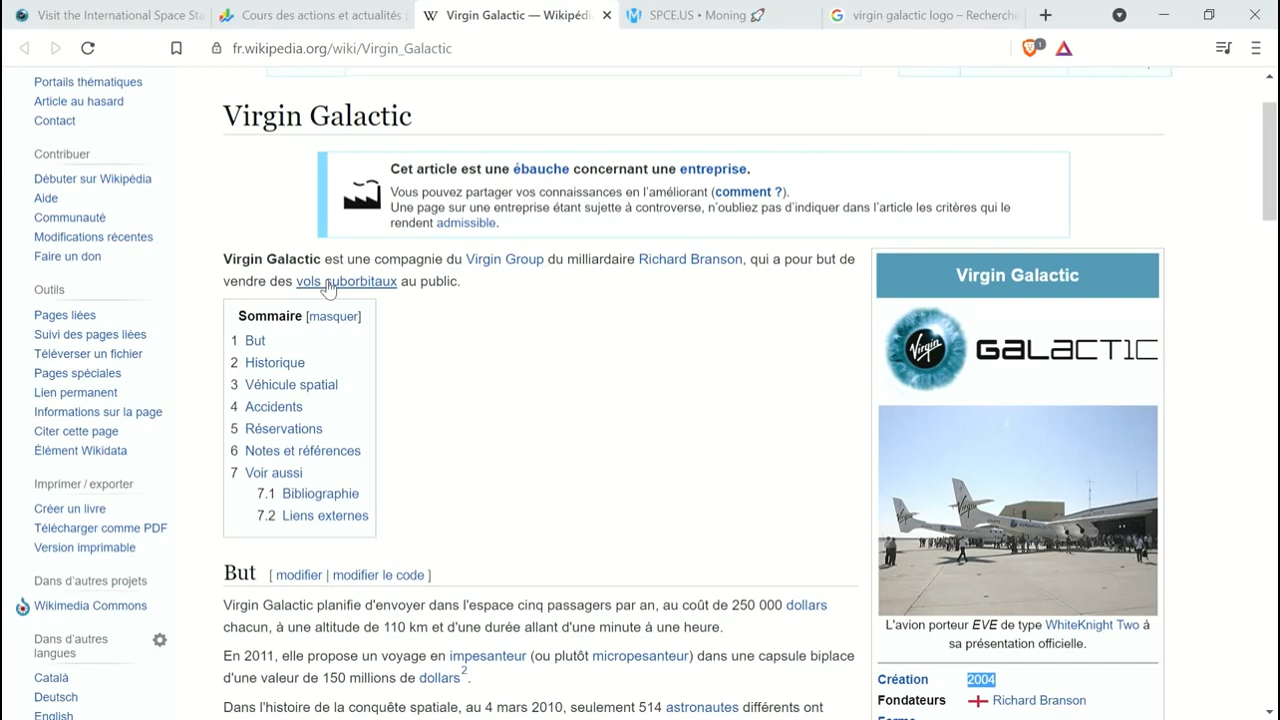 Visit the International Space Sta
Cours des actions et actualités
Virgin Galactic — Wikipédi
SPCE.US • Moning
virgin galactic logo – Recherche
fr.wikipedia.org/wiki/Virgin_Galactic
1
Portails thématiques
Article au hasard
Contact
Contribuer
Débuter sur Wikipédia
Aide
Communauté
Modifications récentes
Faire un don
Outils
Pages liées
Suivi des pages liées
Téléverser un fichier
Pages spéciales
Lien permanent
Informations sur la page
Citer cette page
Élément Wikidata
Imprimer / exporter
Créer un livre
Télécharger comme PDF
Version imprimable
Dans d'autres projets
Wikimedia Commons
Dans d'autres
langues
Català
Deutsch
English
Virgin Galactic
Cet article est une ébauche concernant une entreprise.
Vous pouvez partager vos connaissances en l'améliorant (comment ?).
Une page sur une entreprise étant sujette à controverse, n'oubliez pas d'indiquer dans l'article les critères qui le
rendent admissible.
Virgin Galactic est une compagnie du Virgin Group du milliardaire Richard Branson, qui a pour but de
vendre des vols suborbitaux au public.
Sommaire [masquer]
1 But
2 Historique
3 Véhicule spatial
4 Accidents
5 Réservations
6 Notes et références
7 Voir aussi
7.1 Bibliographie
7.2 Liens externes
But [ modifier | modifier le code ]
Virgin Galactic planifie d'envoyer dans l'espace cinq passagers par an, au coût de 250 000 dollars
chacun, à une altitude de 110 km et d'une durée allant d'une minute à une heure.
En 2011, elle propose un voyage en impesanteur (ou plutôt micropesanteur) dans une capsule biplace
d'une valeur de 150 millions de dollars2.
Dans l'histoire de la conquête spatiale, au 4 mars 2010, seulement 514 astronautes différents ont
Virgin Galactic
Virgin GALACTIC
L'avion porteur EVE de type WhiteKnight Two à
sa présentation officielle.
Création 2004
Fondateurs Richard Branson